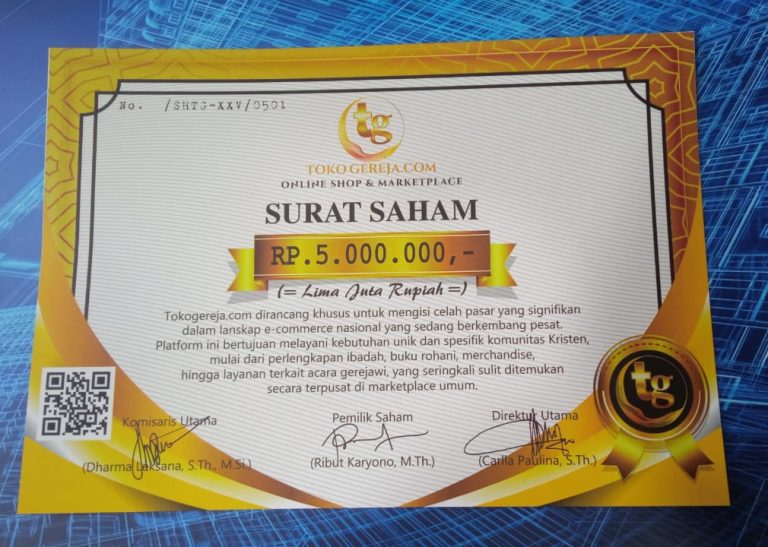 No. /SHTG-XXV/0501
tg
TOKO GEREJA.COM
ONLINE SHOP & MARKETPLACE
SURAT SAHAM
RP.5.000.000,-
(= Lima Juta Rupiah =)
Tokogereja.com dirancang khusus untuk mengisi celah pasar yang signifikan
dalam lanskap e-commerce nasional yang sedang berkembang pesat.
Platform ini bertujuan melayani kebutuhan unik dan spesifik komunitas Kristen,
mulai dari perlengkapan ibadah, buku rohani, merchandise,
hingga layanan terkait acara gerejawi, yang seringkali sulit ditemukan
secara terpusat di marketplace umum.
tg
Komisaris Utama
(Dharma Leksana, S.Th., M.Si)
Pemilik Saham
(Ribut Karyono, M.Th.)
Direktur Utama
(Carlla Paulina, S.Th.)